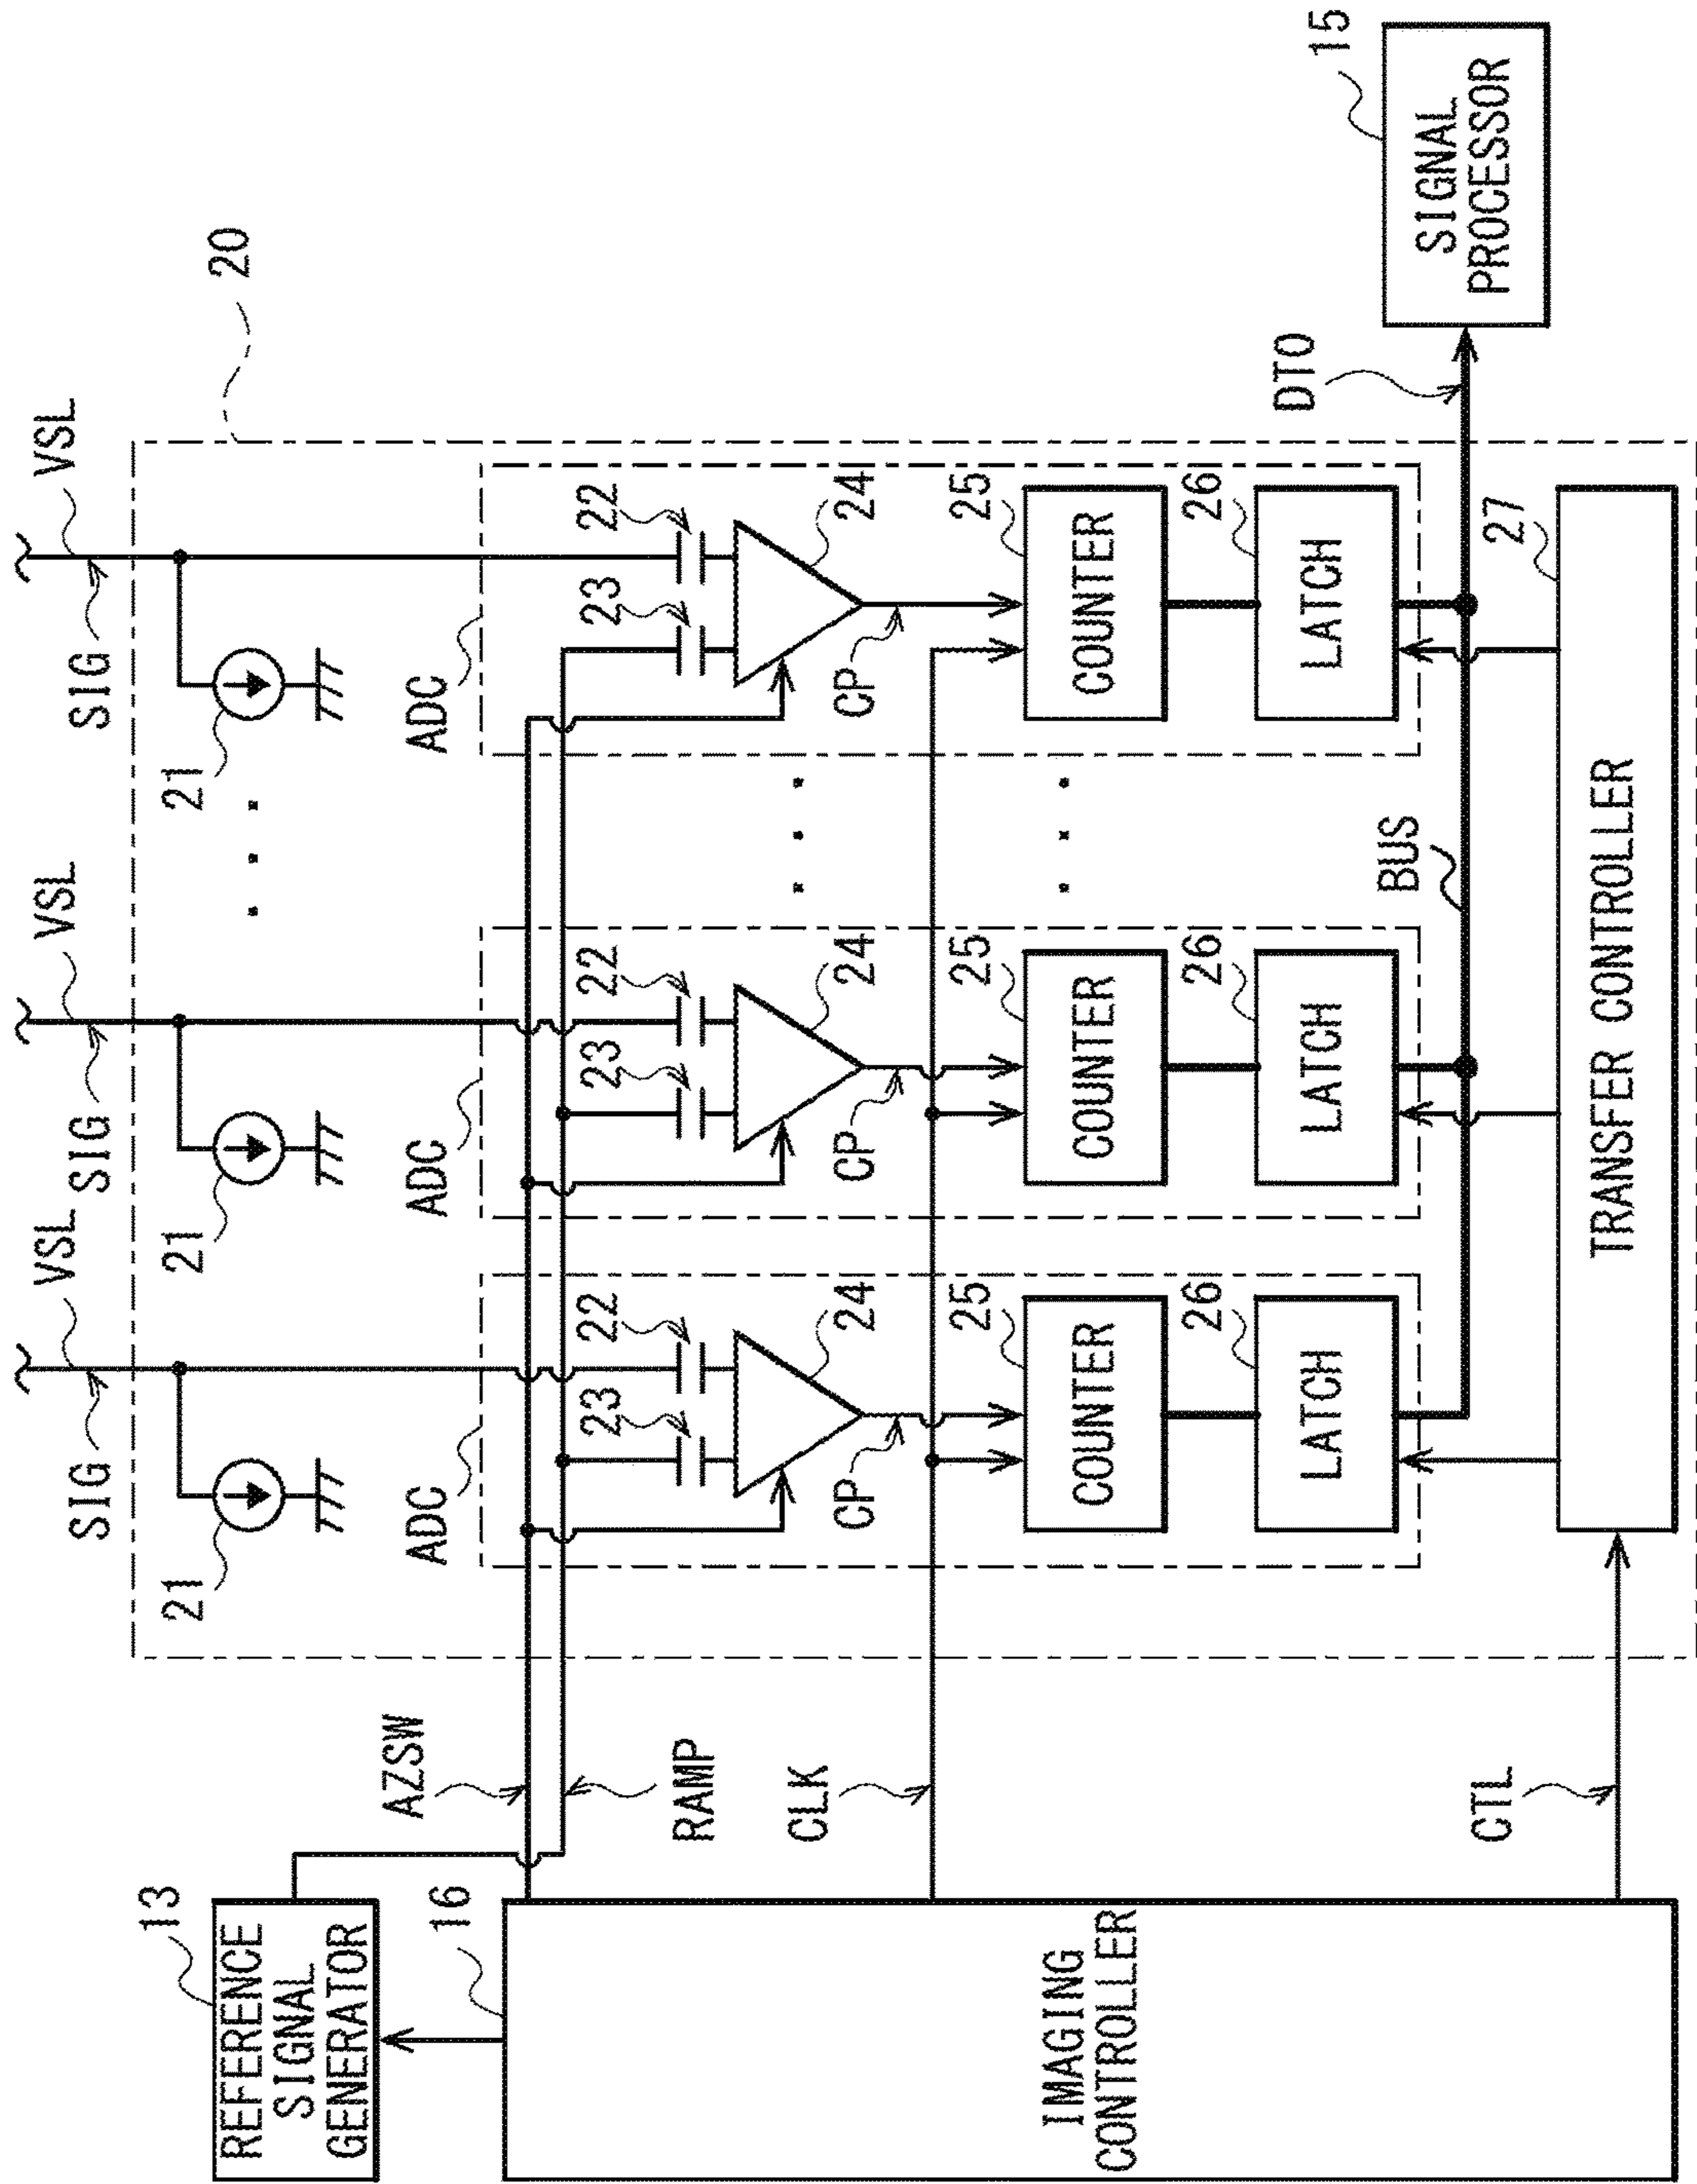 VSL
VSL
VSL
SIG
SIG
SIG
20
21
21
21
13
REFERENCE
SIGNAL
GENERATOR
ADC
ADC
ADC
AZSW
16
23
22
23
22
23
22
RAMP
24
24
24
CLK
CP
CP
CP
25
25
25
IMAGING
CONTROLLER
COUNTER
COUNTER
COUNTER
26
26
26
LATCH
LATCH
LATCH
DTO
15
SIGNAL
PROCESSOR
BUS
CTL
27
TRANSFER CONTROLLER